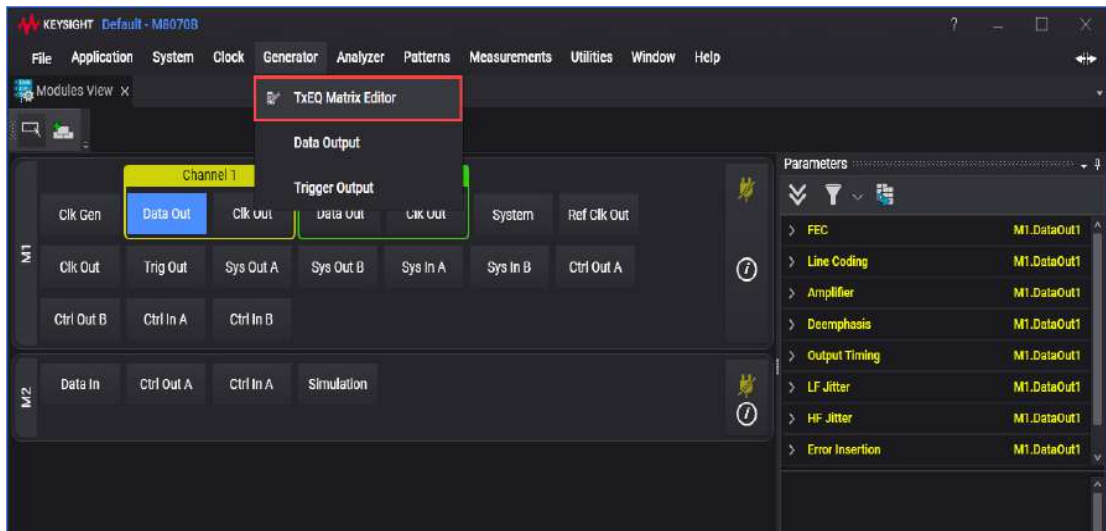 KEYSIGHT Default - M8070B ?
File Application System Clock Generator Analyzer Patterns Measurements Utilities Window Help
Modules View x
TxEQ Matrix Editor
Data Output
Trigger Output
Channel 1
M1
Clk Gen Data Out Clk Out Data Out Clk Out System Ref Clk Out
Clk Out Trig Out Sys Out A Sys Out B Sys In A Sys In B Ctrl Out A
Ctrl Out B Ctrl In A Ctrl In B
M2
Data In Ctrl Out A Ctrl In A Simulation
Parameters
FEC M1.DataOut1
Line Coding M1.DataOut1
Amplifier M1.DataOut1
Deemphasis M1.DataOut1
Output Timing M1.DataOut1
LF Jitter M1.DataOut1
HF Jitter M1.DataOut1
Error Insertion M1.DataOut1